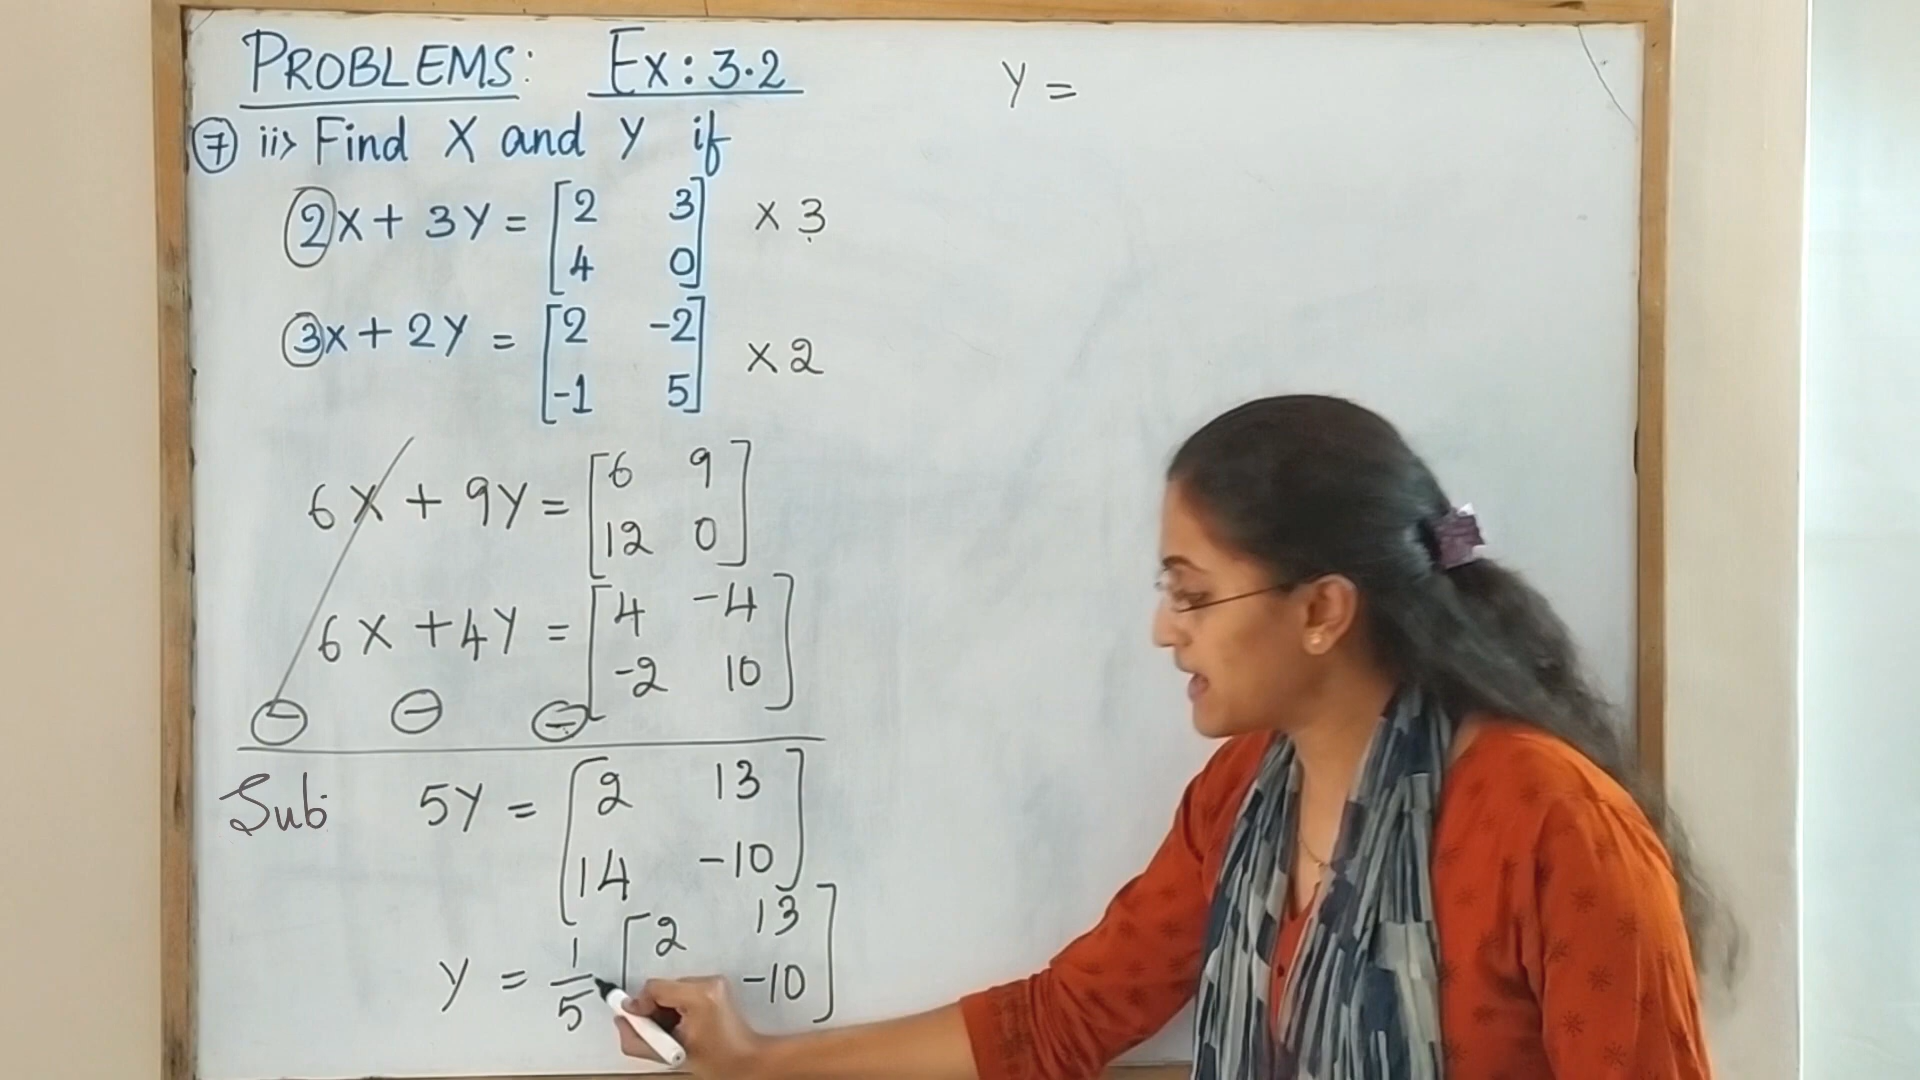 PROBLEMS: Ex: 3.2
7 ii> Find X and Y if
2X + 3Y = [2 3
4 0] × 3
3X + 2Y = [2 -2
-1 5] × 2
6X + 9Y = [6 9
12 0]
6X + 4Y = [4 -4
-2 10]
- - -
Sub 5Y = [2 13
14 -10]
Y = 1/5 [2 13
-10]
Y =